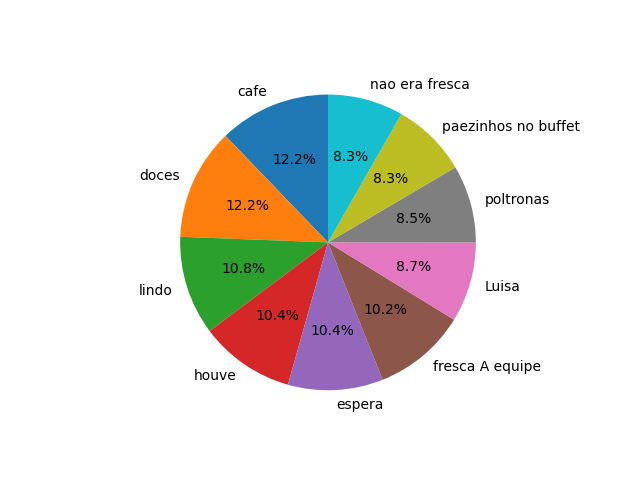 nao era fresca
cafe
paezinhos no buffet
8.3%
12.2%
8.3%
doces
poltronas
12.2%
8.5%
10.8%
8.7%
lindo
Luisa
10.4%
10.2%
10.4%
fresca A equipe
houve
espera